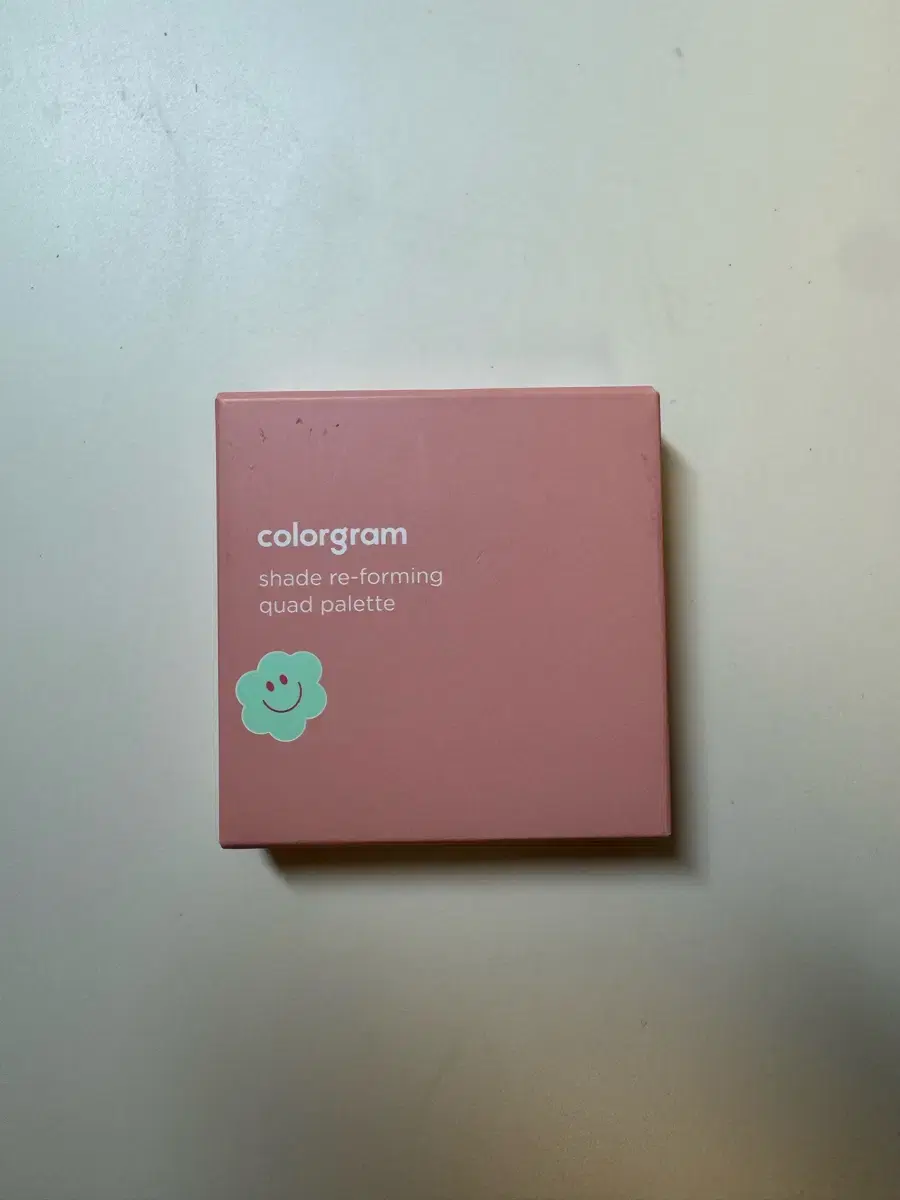 colorgram
shade re-forming
quad palette